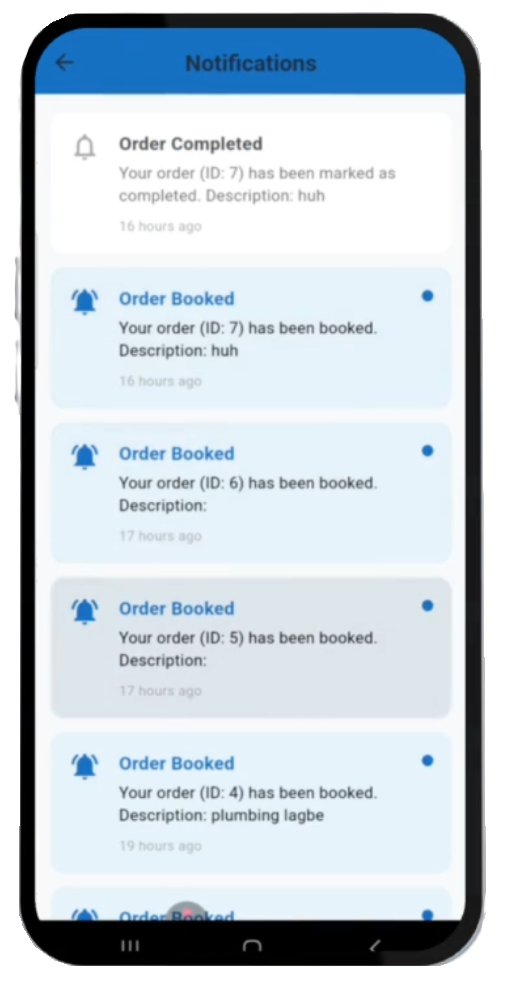 Notifications
Order Completed
Your order (ID: 7) has been marked as
completed. Description: huh
16 hours ago
Order Booked
Your order (ID: 7) has been booked.
Description: huh
16 hours ago
Order Booked
Your order (ID: 6) has been booked.
Description:
17 hours ago
Order Booked
Your order (ID: 5) has been booked.
Description:
17 hours ago
Order Booked
Your order (ID: 4) has been booked.
Description: plumbing lagbe
19 hours ago
Order Booked